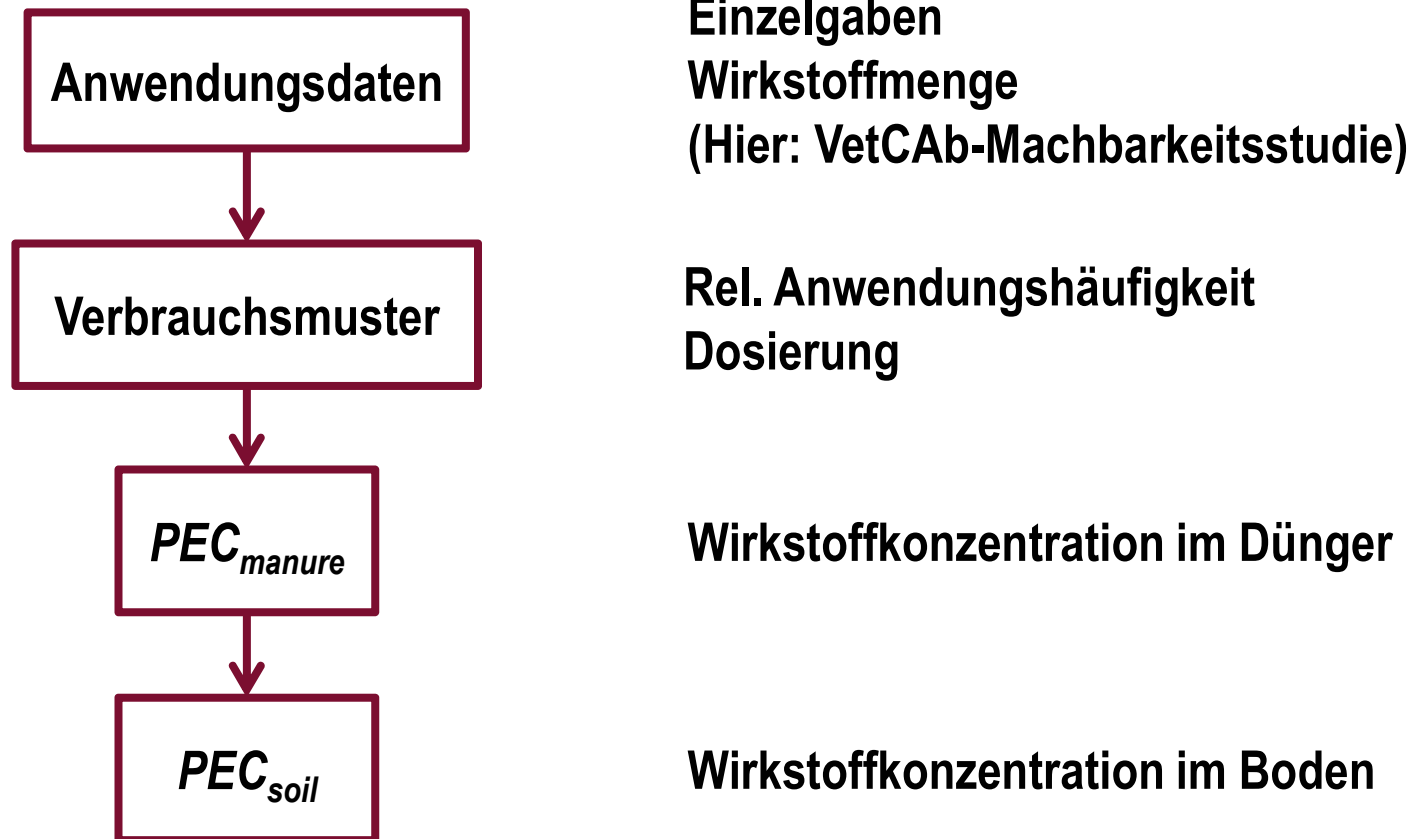 Einzelgaben
Anwendungsdaten
Wirkstoffmenge
(Hier: VetCAb-Machbarkeitsstudie)
Verbrauchsmuster
Rel. Anwendungshäufigkeit
Dosierung
PECmanure
Wirkstoffkonzentration im Dünger
PECsoil
Wirkstoffkonzentration im Boden